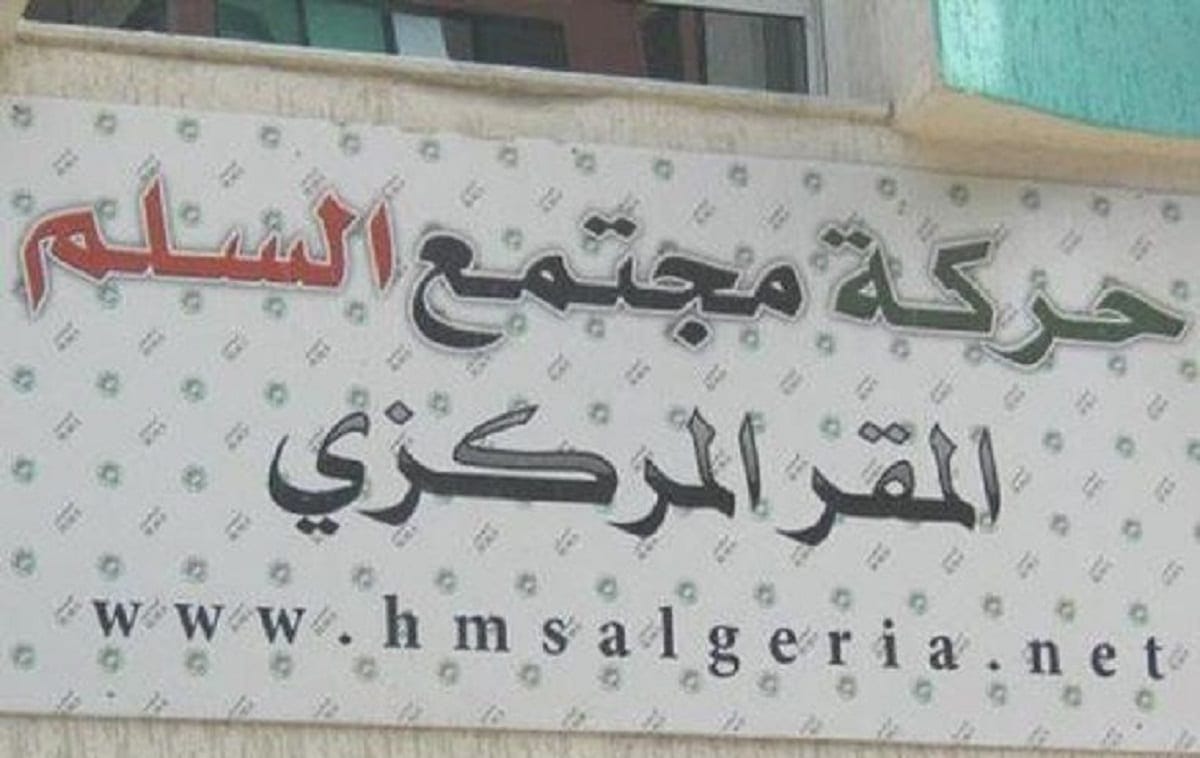 حركة مجتمع السلم
المقر المركزي
www.hmsalgeria.net